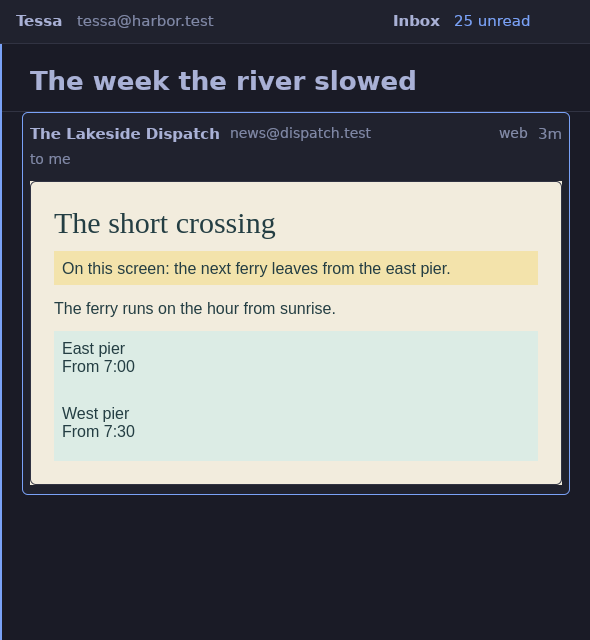 Tessa tessa@harbor.test Inbox 25 unread
The week the river slowed
The Lakeside Dispatch news@dispatch.test web 3m
to me
The short crossing
On this screen: the next ferry leaves from the east pier.
The ferry runs on the hour from sunrise.
East pier
From 7:00
West pier
From 7:30